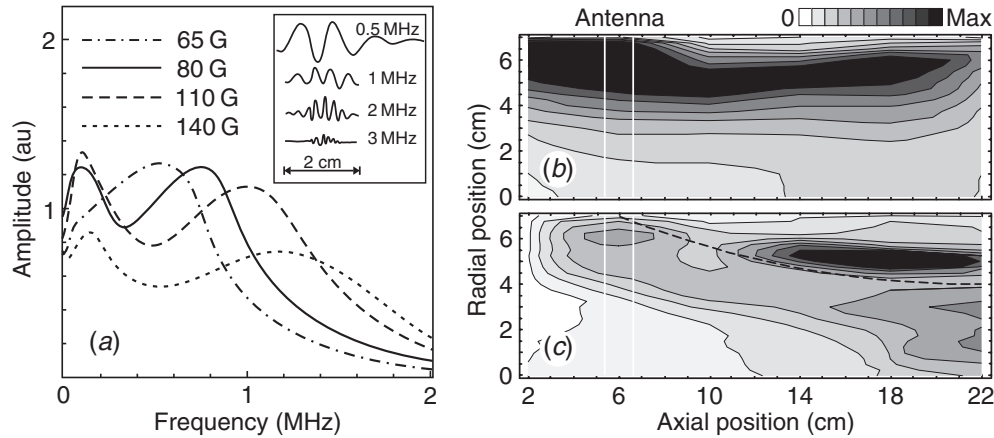 65 G
80 G
110 G
140 G
0.5 MHz
1 MHz
2 MHz
3 MHz
2 cm
2
1
Amplitude (au)
(a)
0 1 2
Frequency (MHz)
Antenna
0 Max
6
4
2
0
(b)
6
4
2
0
(c)
Radial position (cm)
2 6 10 14 18 22
Axial position (cm)